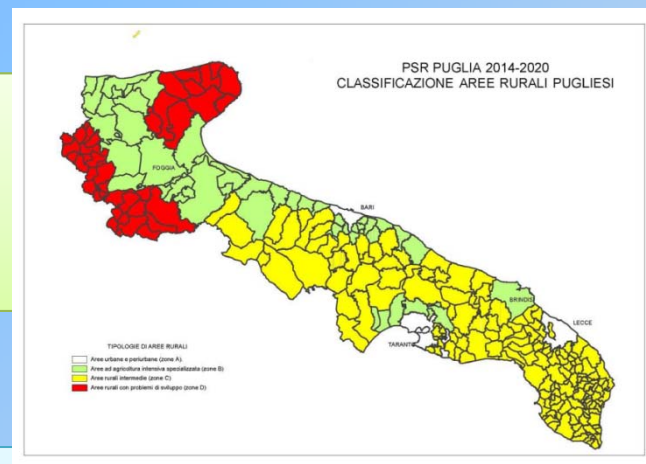 PSR PUGLIA 2014-2020
CLASSIFICAZIONE AREE RURALI PUGLIESI
FOGGIA
BARI
BRINDISI
LECCE
TARANTO
TIPOLOGIE DI AREE RURALI
Aree urbane e periurbane (zone A)
Aree ad agricoltura intensiva specializzata (zone B)
Aree rurali intermedie (zone C)
Aree rurali con problemi di sviluppo (zone D)